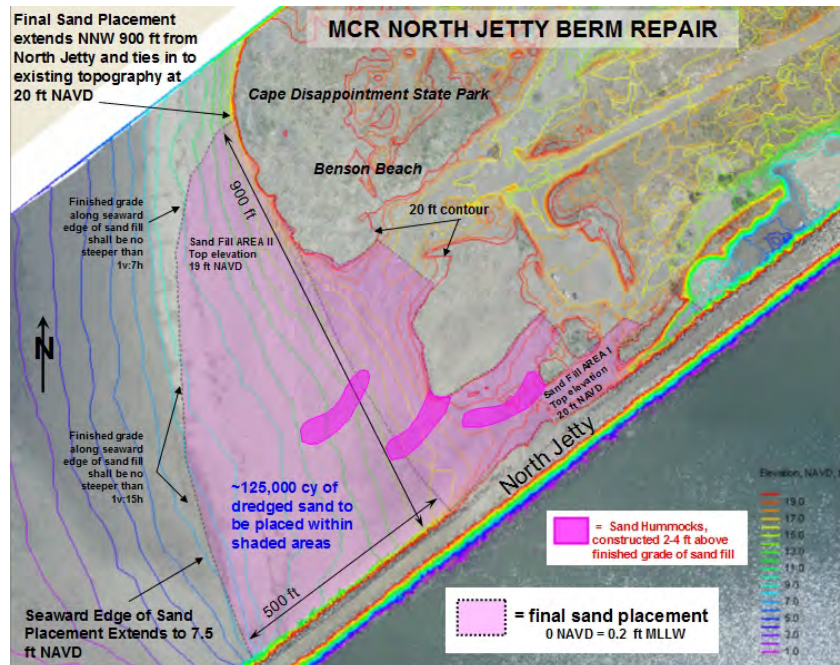 MCR NORTH JETTY BERM REPAIR
Final Sand Placement
extends NNW 900 ft from
North Jetty and ties in to
existing topography at
20 ft NAVD
Cape Disappointment State Park
Benson Beach
Finished grade
along seaward
edge of sand fill
shall be no
steeper than
1v:7h
900 ft
20 ft contour
Sand Fill AREA II
Top elevation
19 ft NAVD
N
Sand Fill AREA I
Top elevation
20 ft NAVD
Finished grade
along seaward
edge of sand fill
shall be no
steeper than
1v:15h
~125,000 cy of
dredged sand to
be placed within
shaded areas
North Jetty
500 ft
Elevation, NAVD,
19.0
17.0
15.0
13.0
11.0
9.0
7.0
5.0
3.0
1.0
= Sand Hummocks,
constructed 2-4 ft above
finished grade of sand fill
Seaward Edge of Sand
Placement Extends to 7.5
ft NAVD
= final sand placement
0 NAVD = 0.2 ft MLLW